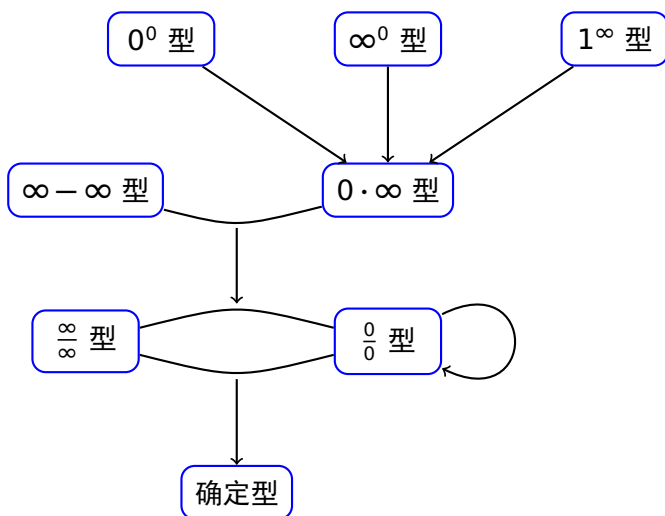 0⁰ 型
∞⁰ 型
1^∞ 型
∞ − ∞ 型
0 · ∞ 型
∞/∞ 型
0/0 型
确定型